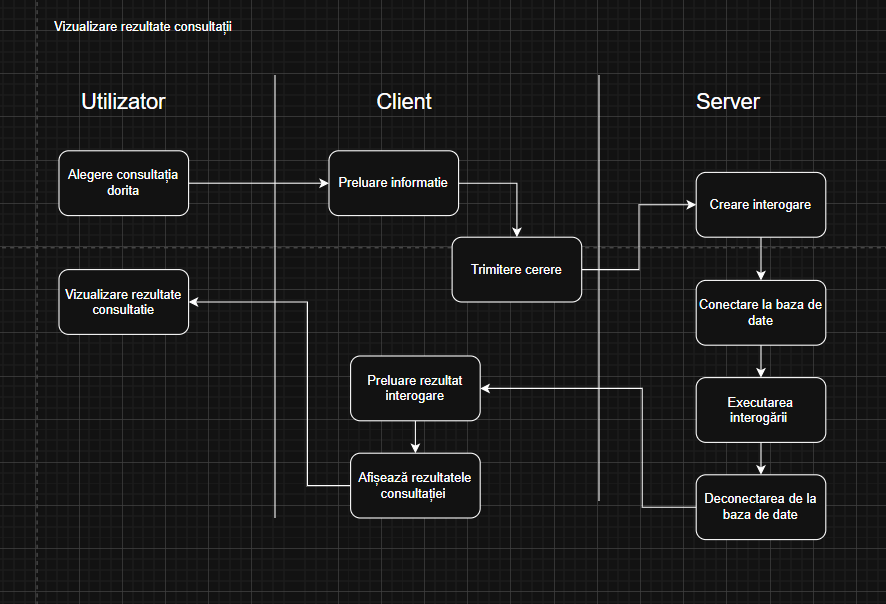 Vizualizare rezultate consultații
Utilizator
Client
Server
Alegere consultația
dorita
Preluare informatie
Creare interogare
Trimitere cerere
Vizualizare rezultate
consultatie
Conectare la baza de
date
Preluare rezultat
interogare
Executarea
interogării
Afișează rezultatele
consultației
Deconectarea de la
baza de date